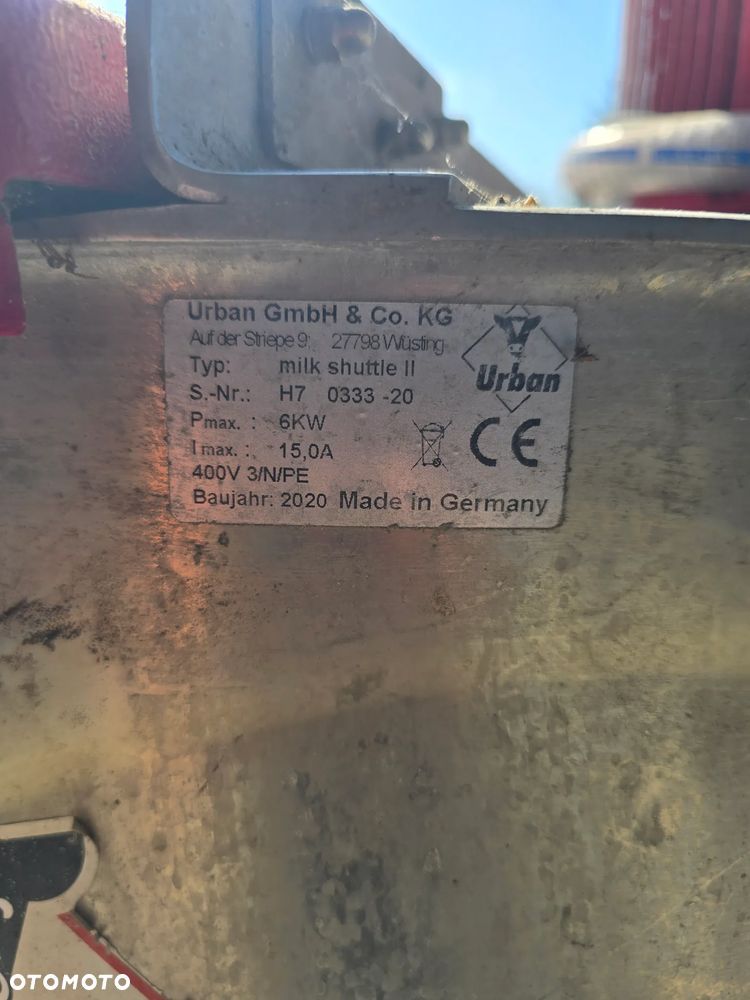 Urban GmbH & Co. KG
Auf der Striepe 9; 27798 Wüsting
Typ: milk shuttle II
Urban
S.-Nr.: H7 0333 -20
Pmax. : 6KW
I max. : 15,0A
CE
400V 3/N/PE
Baujahr: 2020 Made in Germany
OTOMOTO